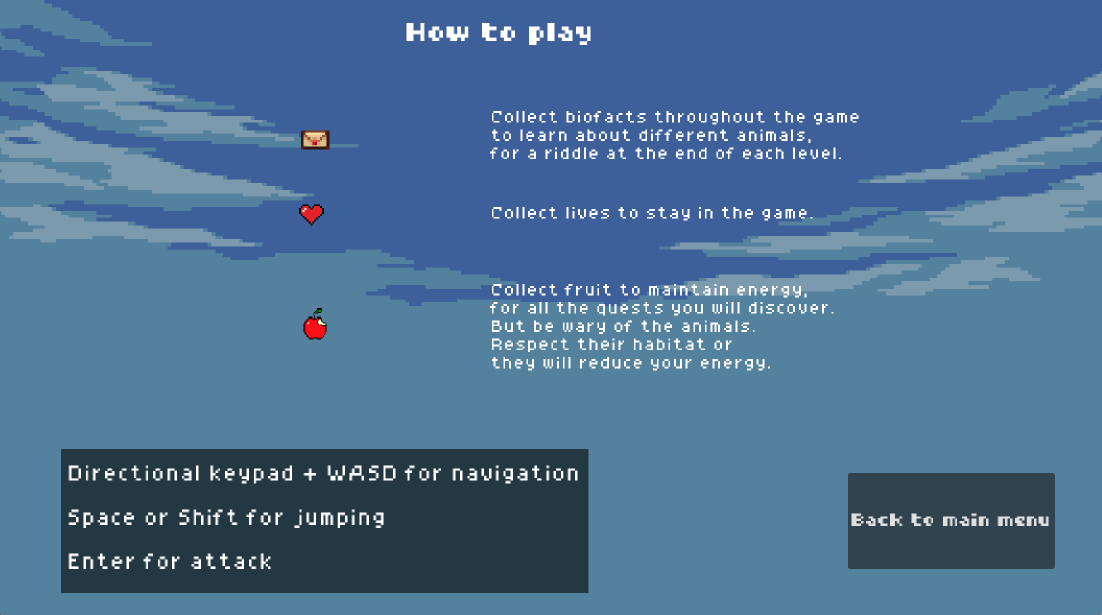 How to play
Collect biofacts throughout the game
to learn about different animals,
for a riddle at the end of each level.
Collect lives to stay in the game.
Collect fruit to maintain energy,
for all the quests you will discover.
But be wary of the animals.
Respect their habitat or
they will reduce your energy.
Directional keypad + WASD for navigation
Space or Shift for jumping
Enter for attack
Back to main menu